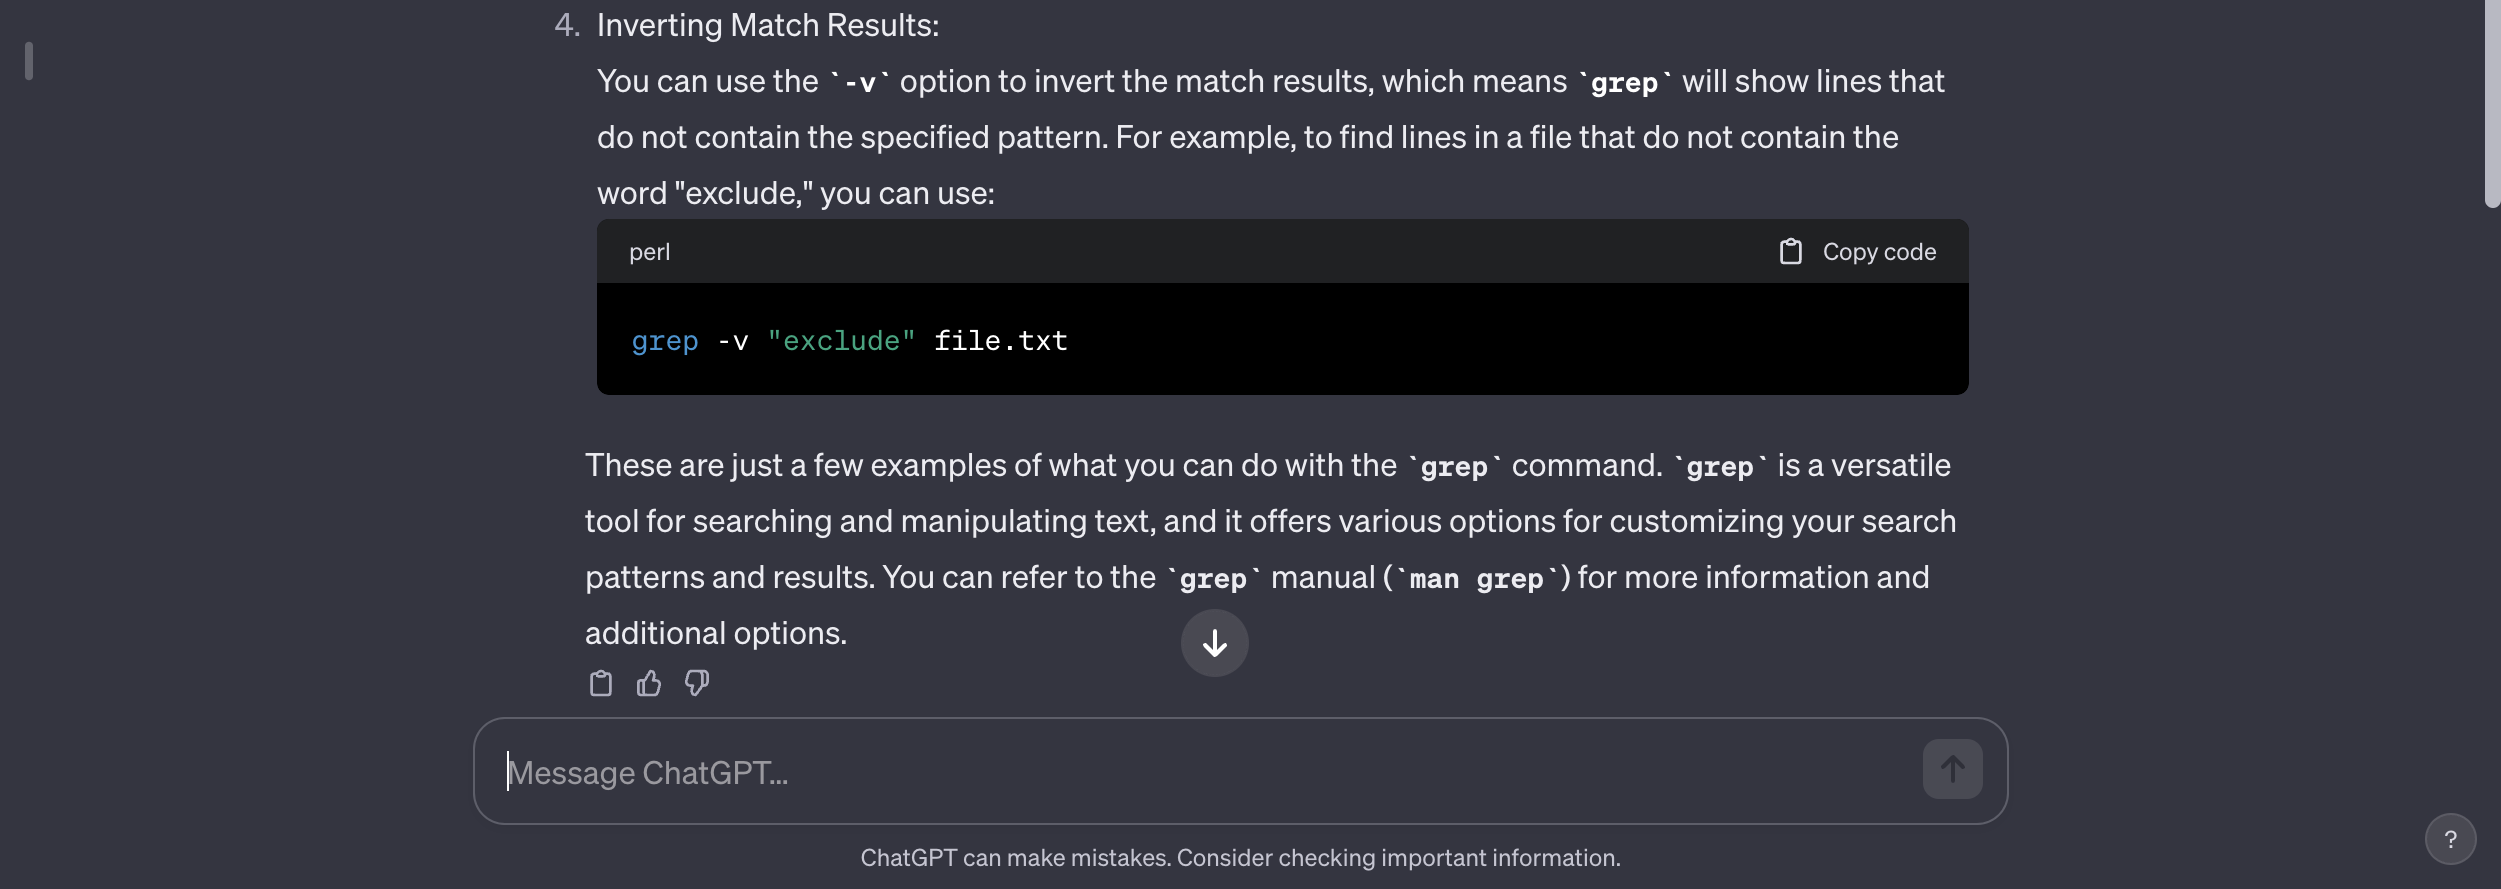 4. Inverting Match Results:
You can use the `-v` option to invert the match results, which means `grep` will show lines that
do not contain the specified pattern. For example, to find lines in a file that do not contain the
word "exclude," you can use:
perl
Copy code
grep -v "exclude" file.txt
These are just a few examples of what you can do with the `grep` command. `grep` is a versatile
tool for searching and manipulating text, and it offers various options for customizing your search
patterns and results. You can refer to the `grep` manual (`man grep`) for more information and
additional options.
Message ChatGPT...
ChatGPT can make mistakes. Consider checking important information.
?